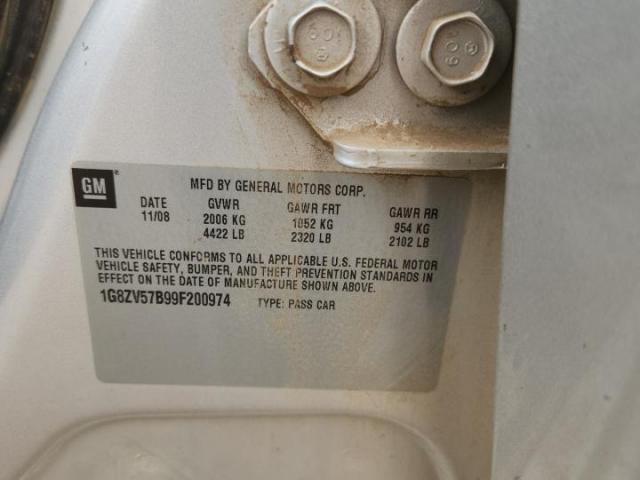 GM MFD BY GENERAL MOTORS CORP.
DATE GVWR GAWR FRT GAWR RR
11/08 2006 KG 1052 KG 954 KG
4422 LB 2320 LB 2102 LB
THIS VEHICLE CONFORMS TO ALL APPLICABLE U.S. FEDERAL MOTOR
VEHICLE SAFETY, BUMPER, AND THEFT PREVENTION STANDARDS IN
EFFECT ON THE DATE OF MANUFACTURE SHOWN ABOVE.
1G8ZV57B99F200974 TYPE: PASS CAR